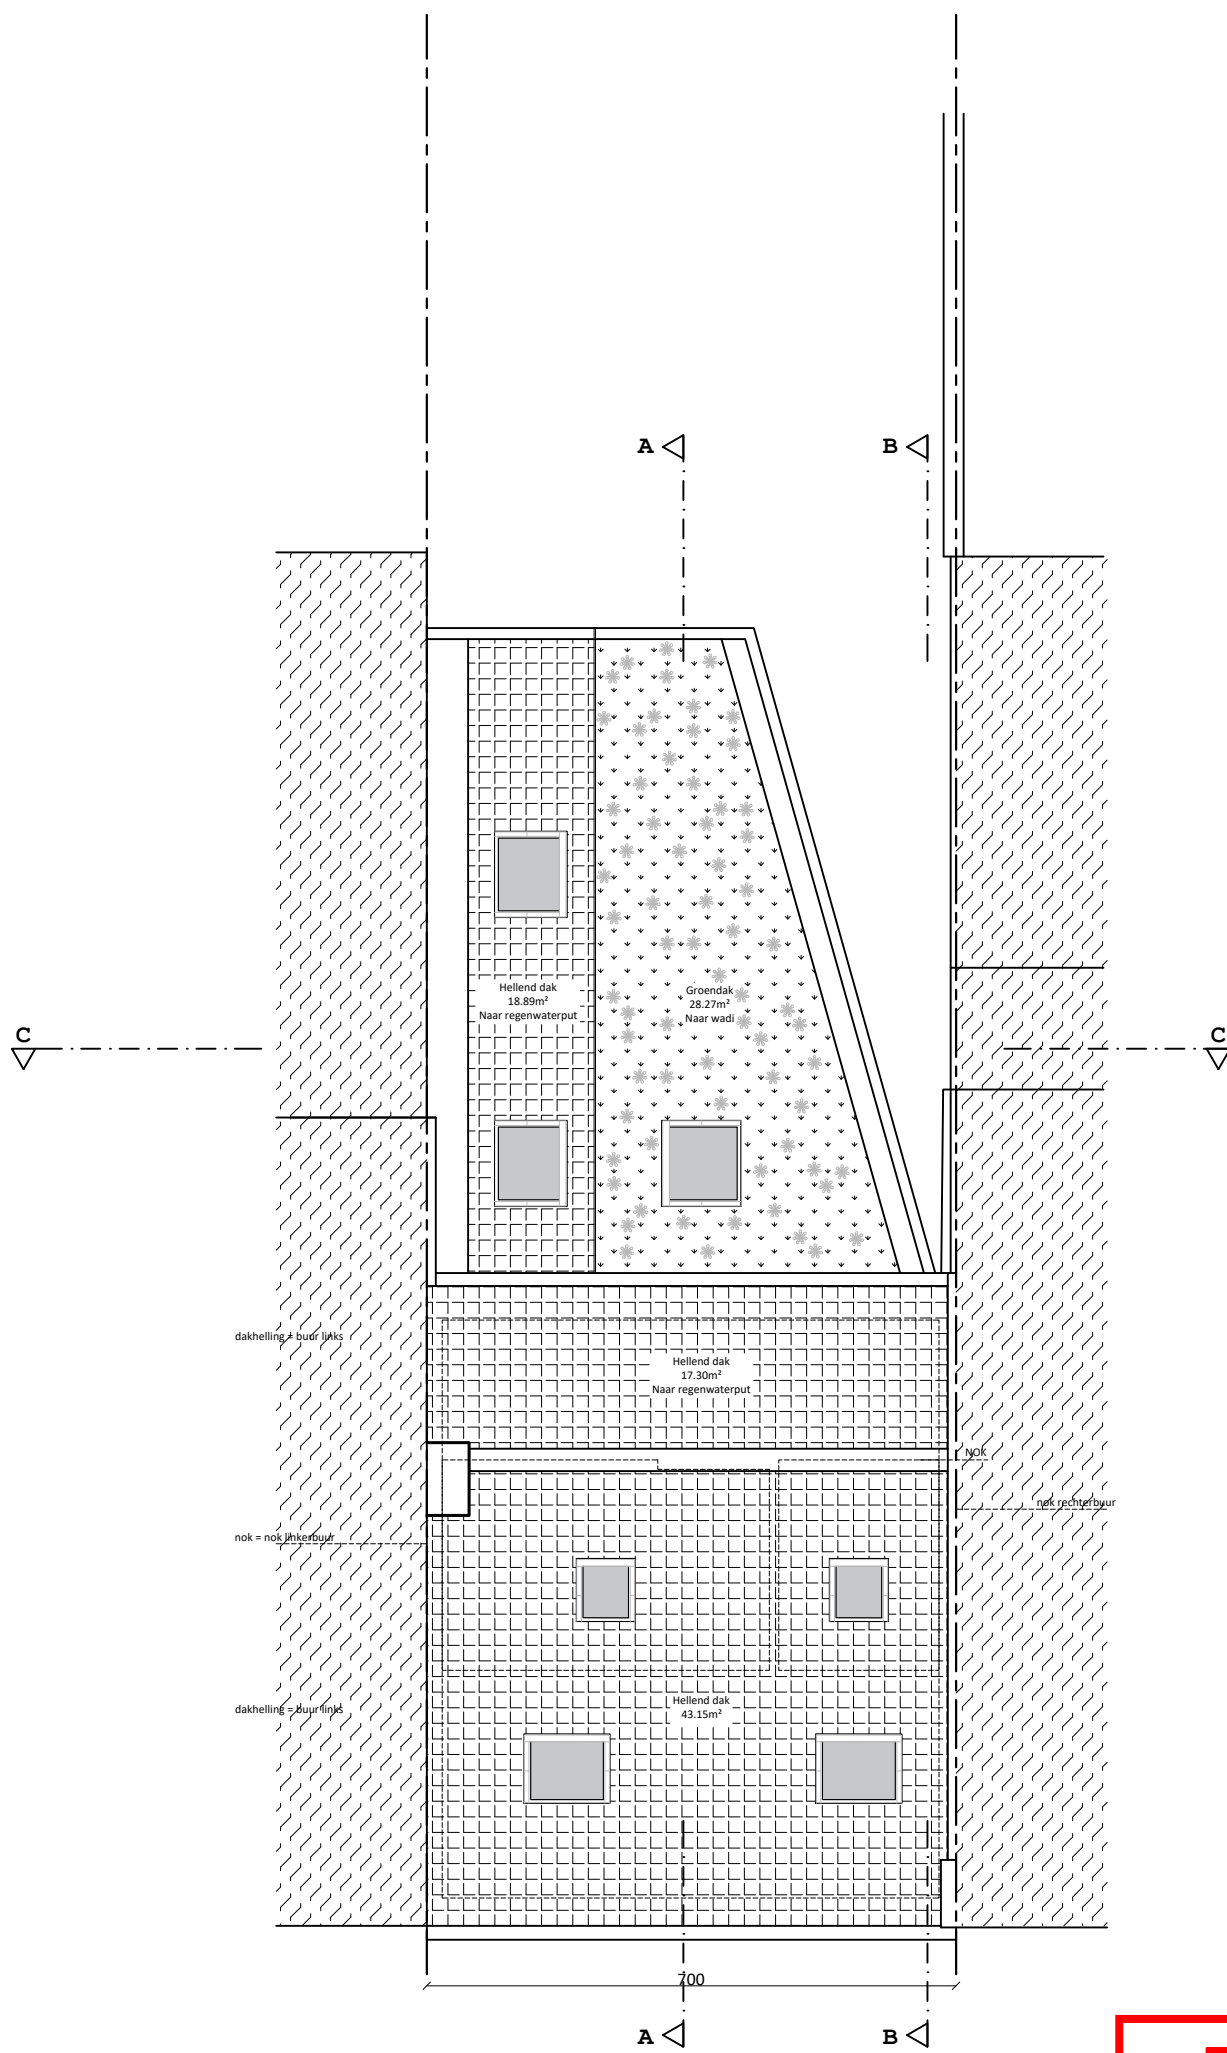 A
B
Hellend dak
18.89m²
Naar regenwaterput
Groendak
28.27m²
Naar wadi
C
C
dakhelling = buur links
Hellend dak
17.30m²
Naar regenwaterput
NOK
nok rechterbuur
nok = nok linkerbuur
Hellend dak
43.15m²
dakhelling = buur links
700
A
B